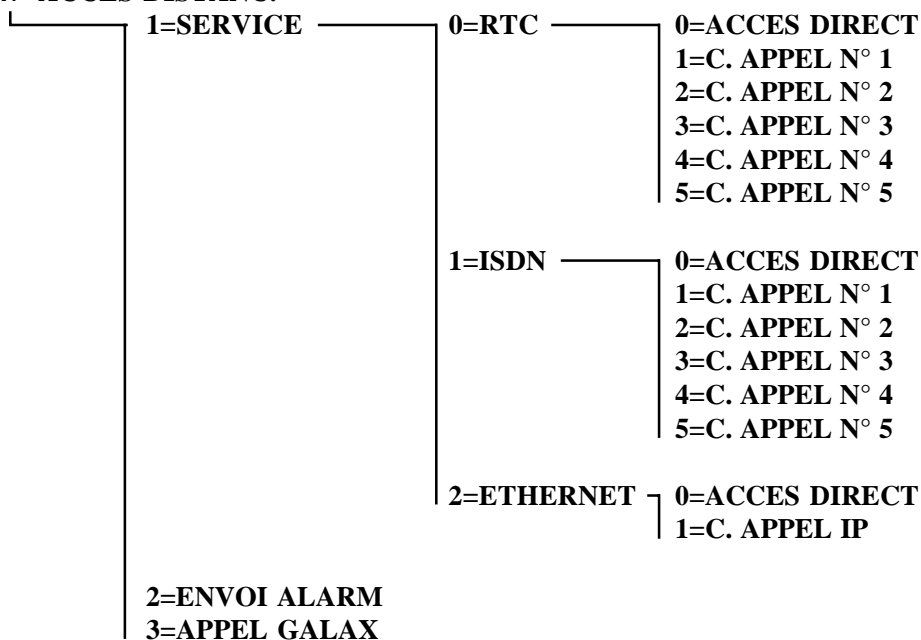 ACCES DISTANC.
1=SERVICE 0=RTC 0=ACCES DIRECT
1=C. APPEL N° 1
2=C. APPEL N° 2
3=C. APPEL N° 3
4=C. APPEL N° 4
5=C. APPEL N° 5
1=ISDN 0=ACCES DIRECT
1=C. APPEL N° 1
2=C. APPEL N° 2
3=C. APPEL N° 3
4=C. APPEL N° 4
5=C. APPEL N° 5
2=ETHERNET 0=ACCES DIRECT
1=C. APPEL IP
2=ENVOI ALARM
3=APPEL GALAX